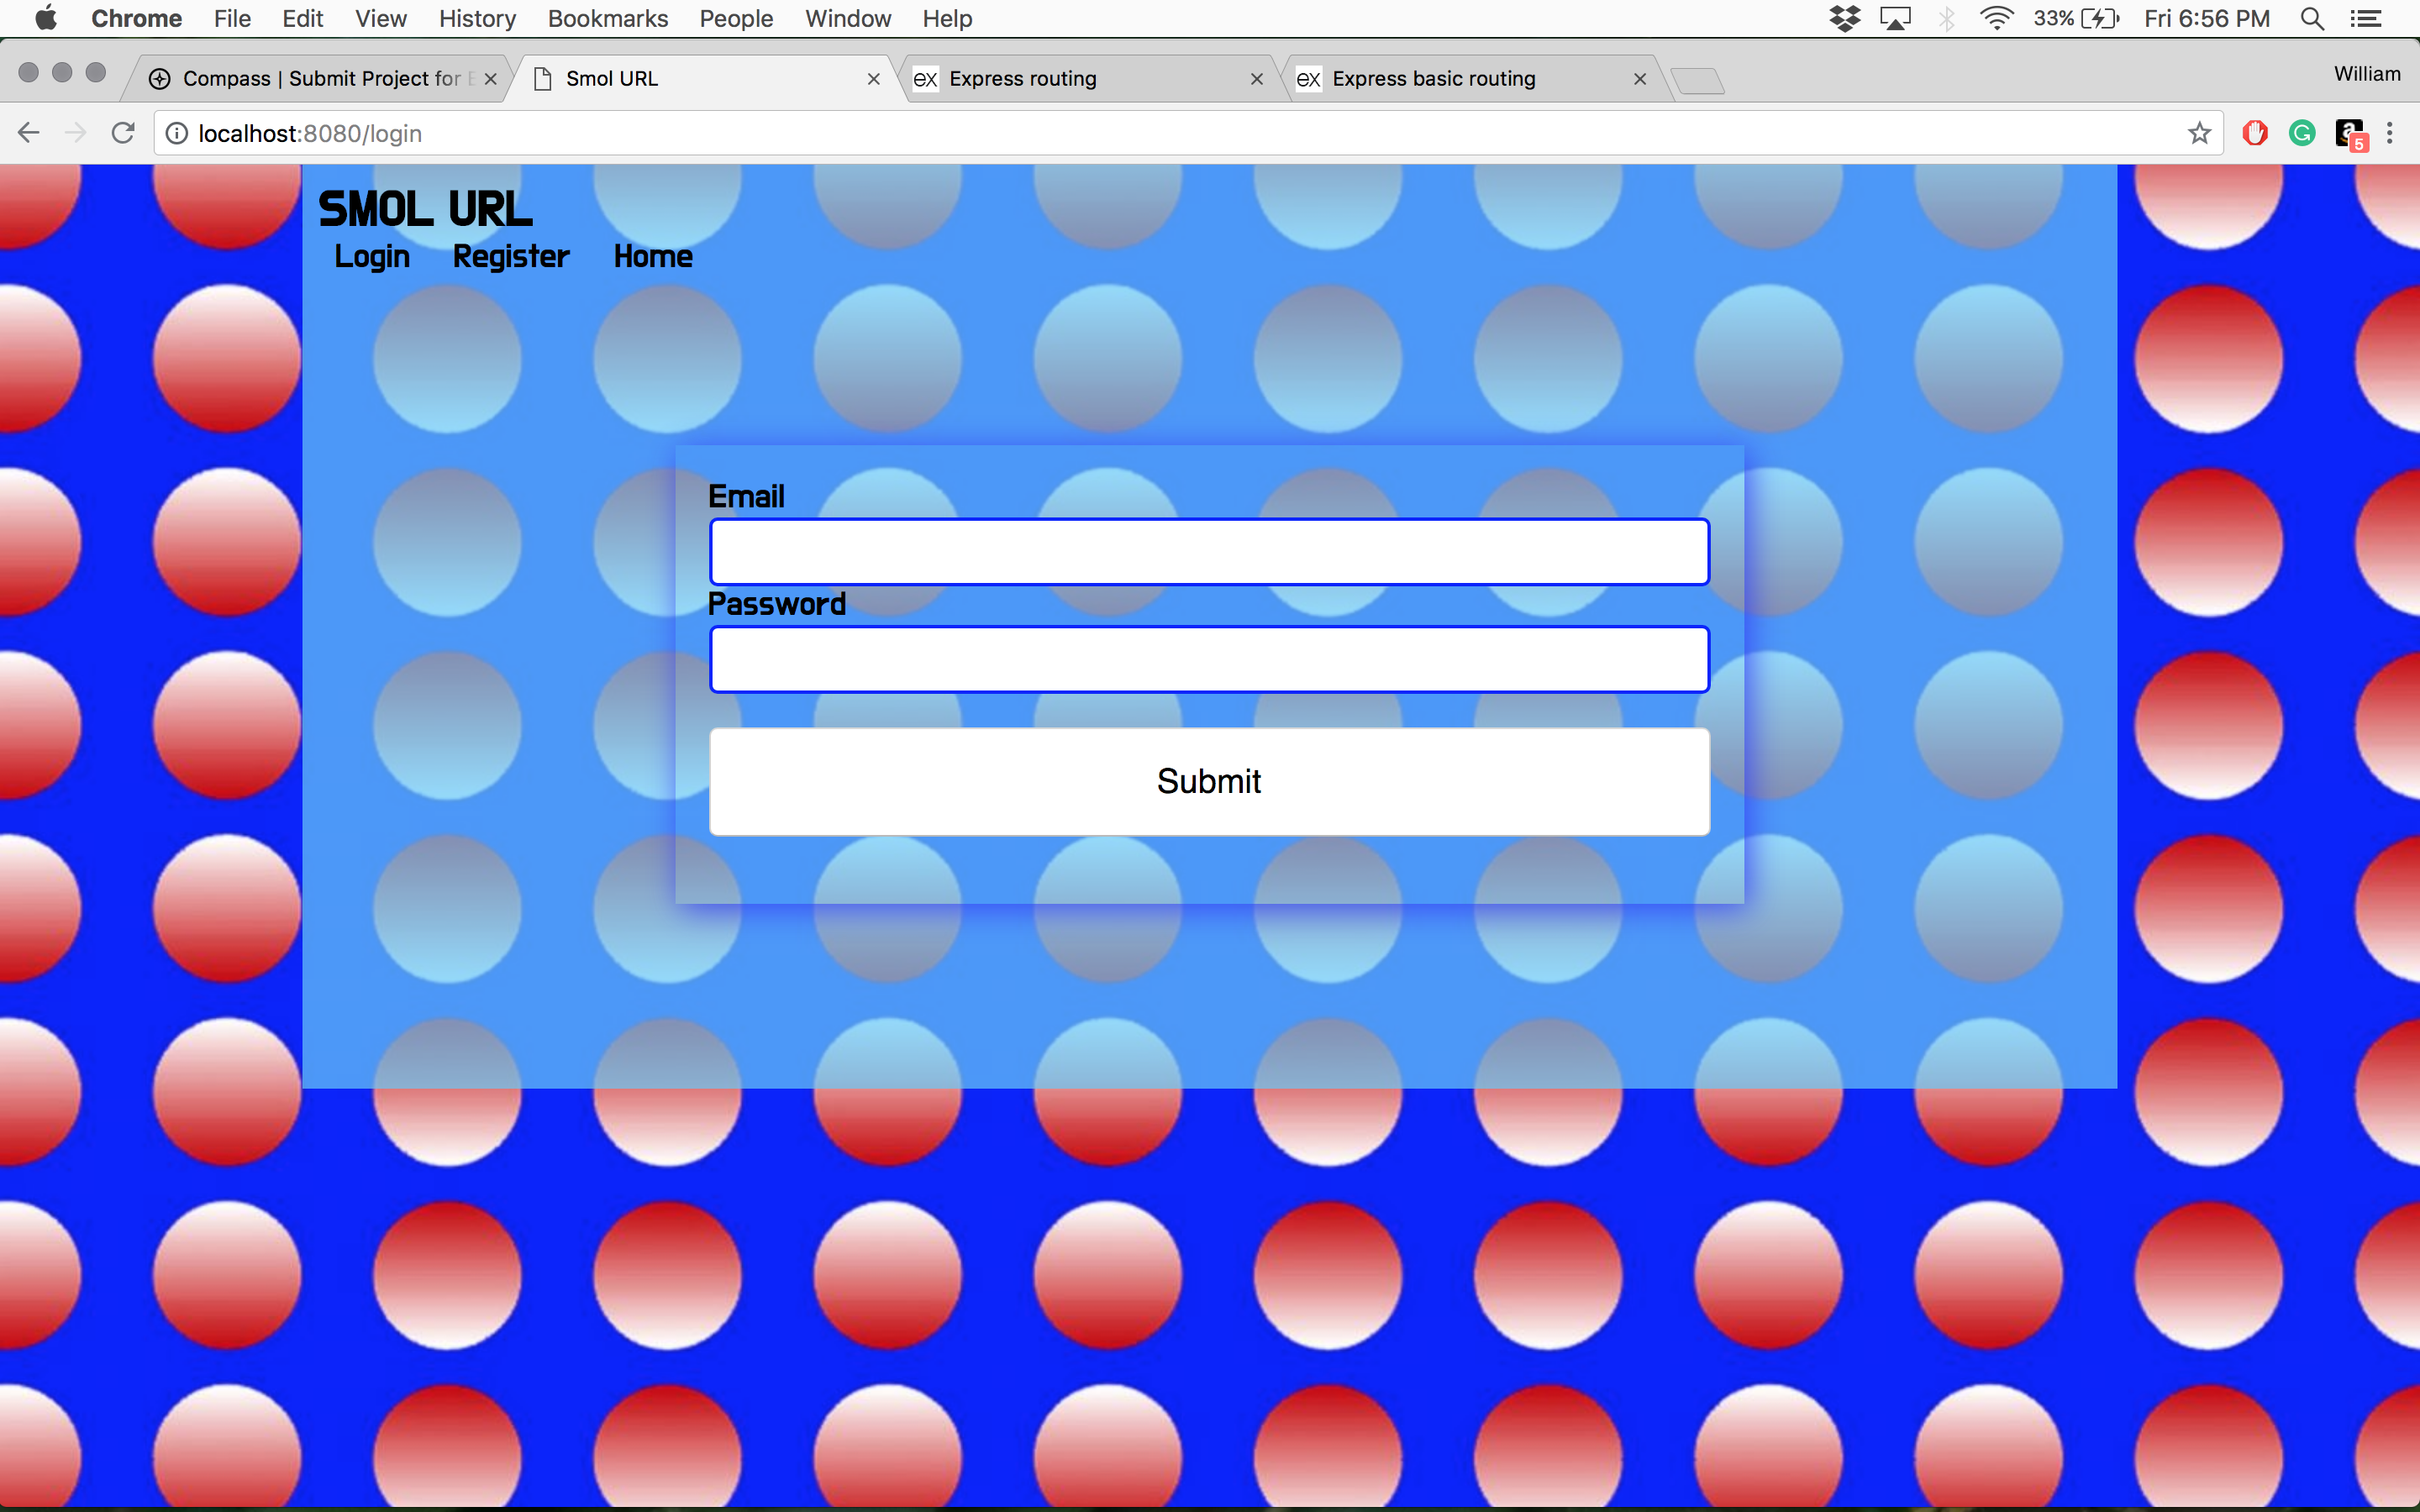 Chrome File Edit View History Bookmarks People Window Help 33% Fri 6:56 PM
Compass | Submit Project for Smol URL ex Express routing ex Express basic routing William
localhost:8080/login a 5
SMOL URL
Login Register Home
Email
Password
Submit